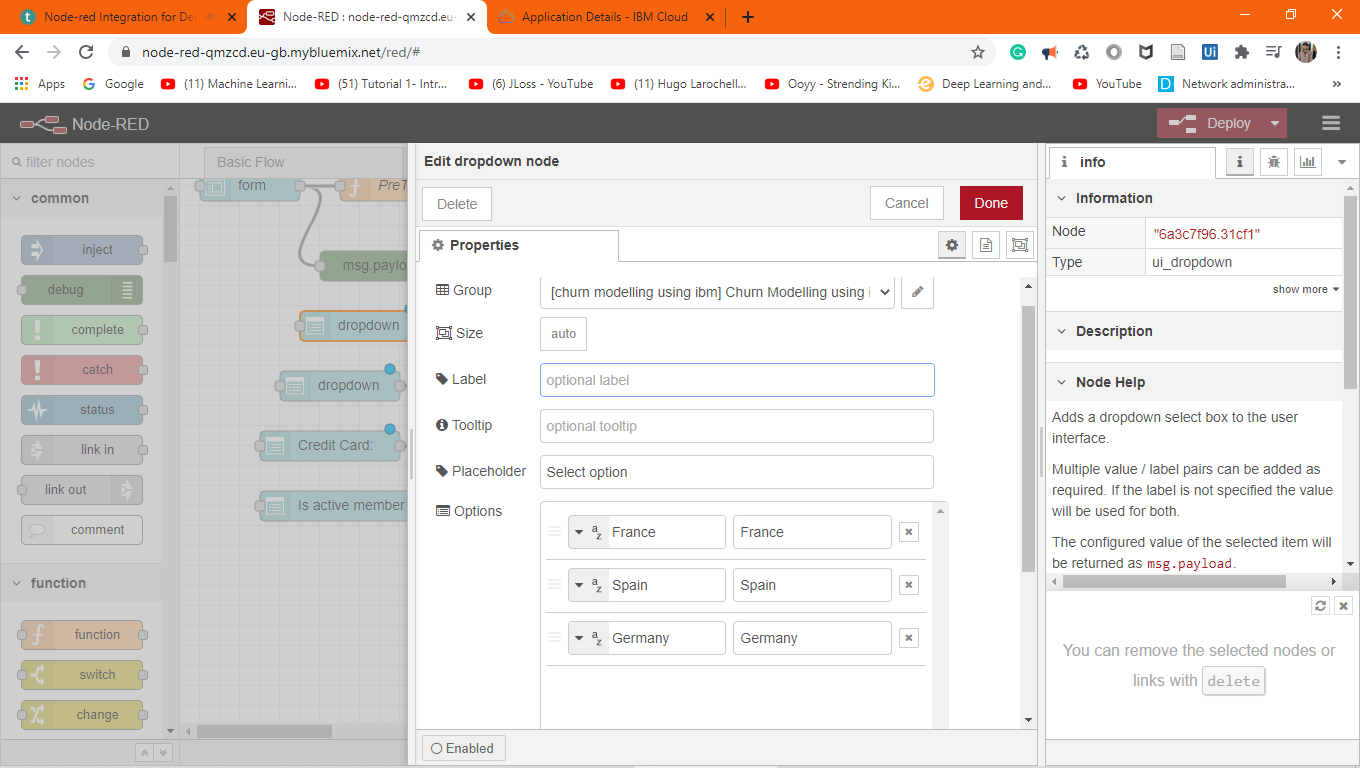 Node-red Integration for De
Node-RED : node-red-qmzcd.eu-
Application Details - IBM Cloud
node-red-qmzcd.eu-gb.mybluemix.net/red/#
Apps
Google
(11) Machine Learni...
(51) Tutorial 1- Intr...
(6) JLoss - YouTube
(11) Hugo Larochell...
Ooyy - Strending Ki...
Deep Learning and...
YouTube
Network administra...
Node-RED
Deploy
filter nodes
common
inject
debug
complete
catch
status
link in
link out
comment
function
function
switch
change
Basic Flow
form
PreT
msg.paylo
dropdown
dropdown
Credit Card:
Is active member
Edit dropdown node
Delete
Cancel
Done
Properties
Group
[churn modelling using ibm] Churn Modelling using
Size
auto
Label
optional label
Tooltip
optional tooltip
Placeholder
Select option
Options
France
France
Spain
Spain
Germany
Germany
Enabled
info
Information
Node
"6a3c7f96.31cf1"
Type
ui_dropdown
show more
Description
Node Help
Adds a dropdown select box to the user
interface.
Multiple value / label pairs can be added as
required. If the label is not specified the value
will be used for both.
The configured value of the selected item will
be returned as msg.payload.
You can remove the selected nodes or
links with delete